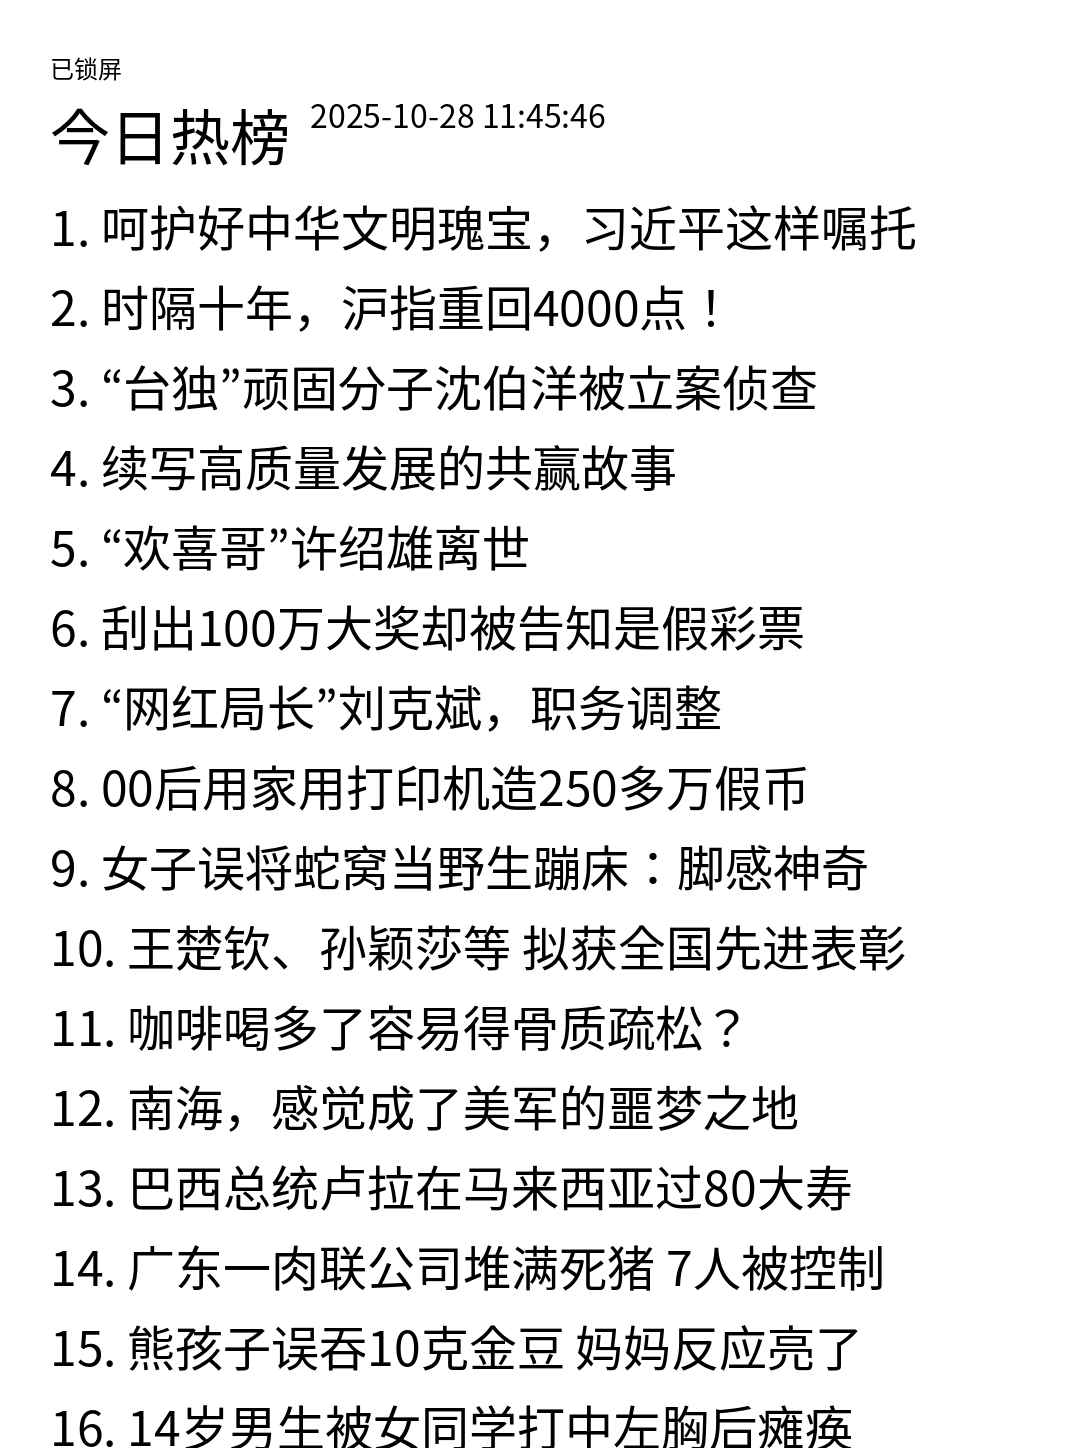 已锁屏
今日热榜 2025-10-28 11:45:46
1. 呵护好中华文明瑰宝，习近平这样嘱托
2. 时隔十年，沪指重回4000点！
3. “台独”顽固分子沈伯洋被立案侦查
4. 续写高质量发展的共赢故事
5. “欢喜哥”许绍雄离世
6. 刮出100万大奖却被告知是假彩票
7. “网红局长”刘克斌，职务调整
8. 00后用家用打印机造250多万假币
9. 女子误将蛇窝当野生蹦床：脚感神奇
10. 王楚钦、孙颖莎等 拟获全国先进表彰
11. 咖啡喝多了容易得骨质疏松？
12. 南海，感觉成了美军的噩梦之地
13. 巴西总统卢拉在马来西亚过80大寿
14. 广东一肉联公司堆满死猪 7人被控制
15. 熊孩子误吞10克金豆 妈妈反应亮了
16. 14岁男生被女同学打中左胸后瘫痪